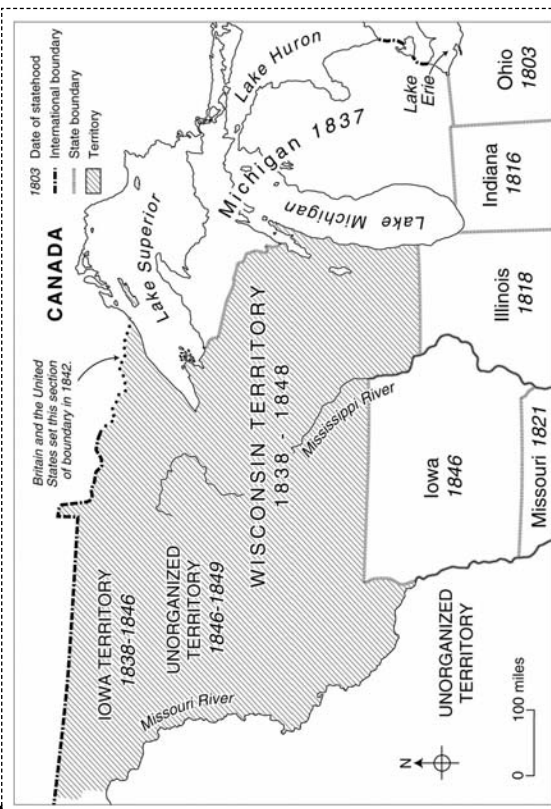 1803 Date of statehood
International boundary
State boundary
Territory
CANADA
Britain and the United
States set this section
of boundary in 1842.
Lake Superior
Lake Huron
Michigan 1837
Lake Michigan
Lake
Erie
IOWA TERRITORY
1838-1846
UNORGANIZED
TERRITORY
1846-1849
WISCONSIN TERRITORY
1838 - 1848
Missouri River
Mississippi River
Ohio
1803
Indiana
1816
Illinois
1818
Iowa
1846
Missouri 1821
UNORGANIZED
TERRITORY
N
0 100 miles